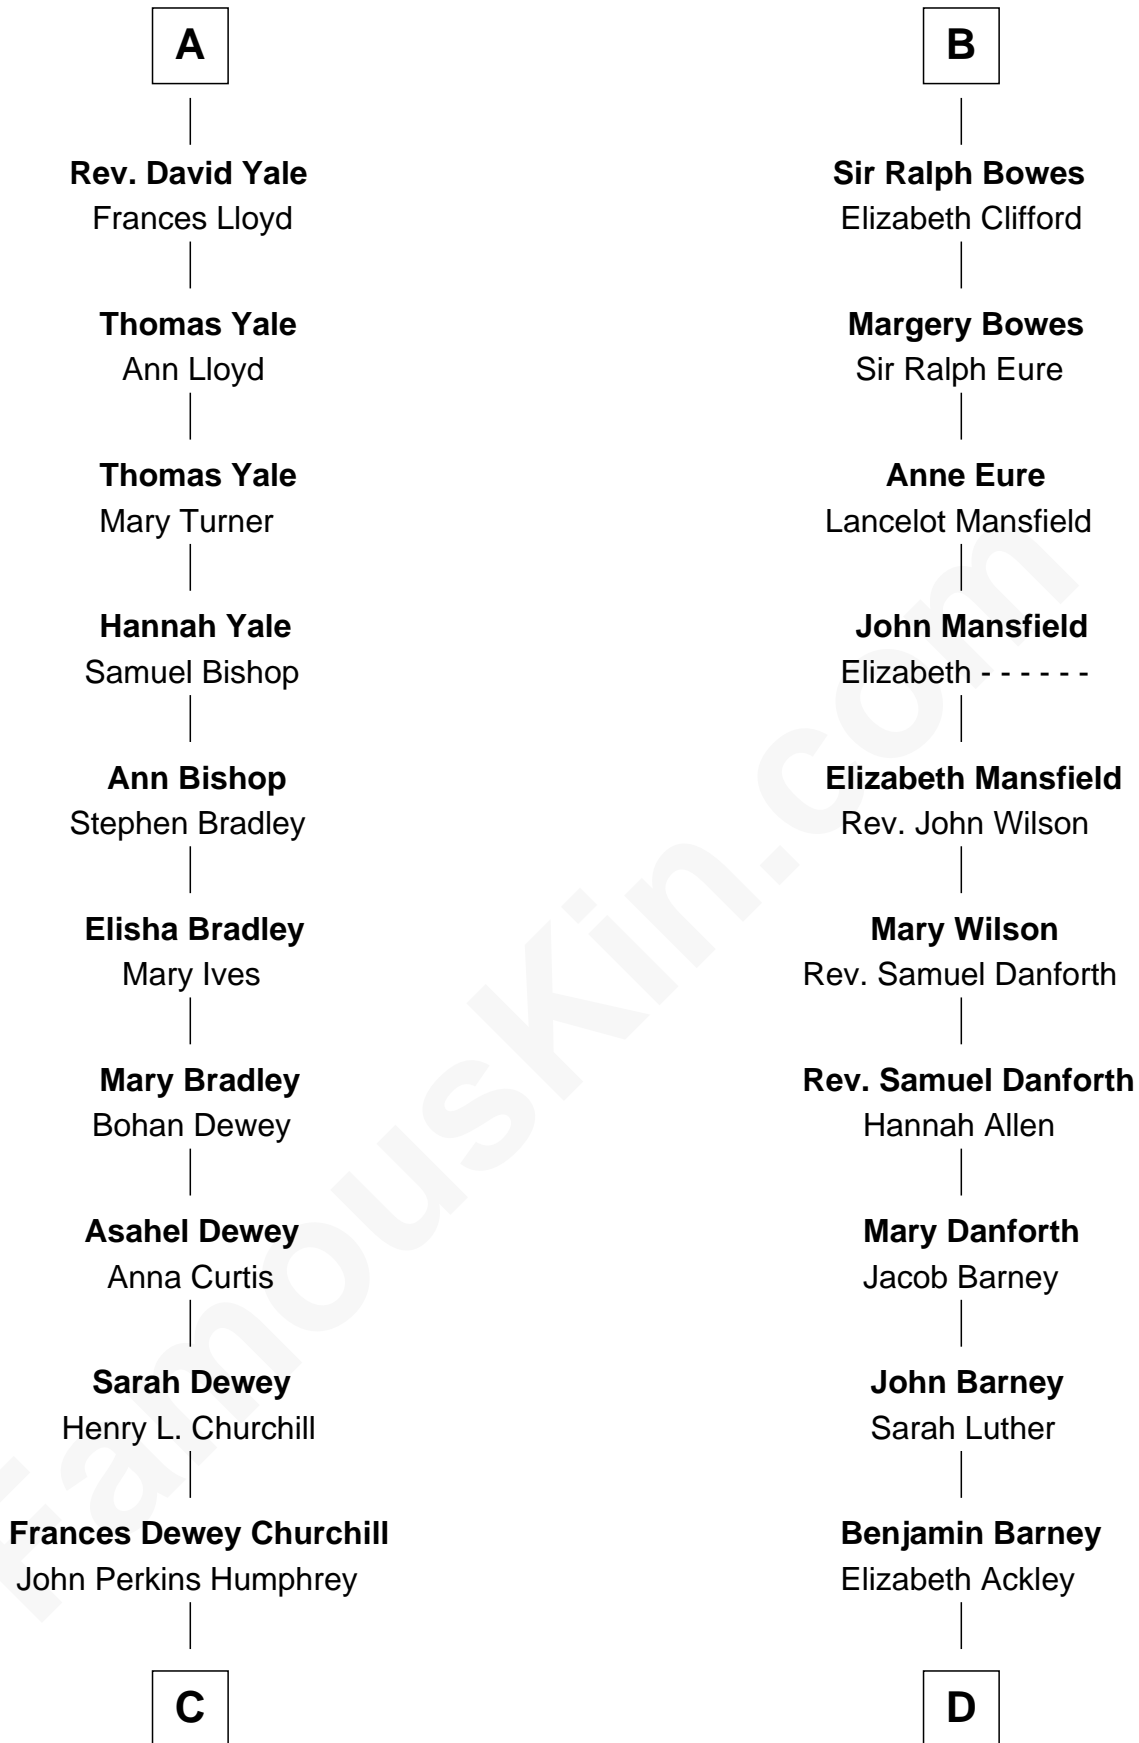 A
Rev. David Yale
Frances Lloyd
Thomas Yale
Ann Lloyd
Thomas Yale
Mary Turner
Hannah Yale
Samuel Bishop
Ann Bishop
Stephen Bradley
Elisha Bradley
Mary Ives
Mary Bradley
Bohan Dewey
Asahel Dewey
Anna Curtis
Sarah Dewey
Henry L. Churchill
Frances Dewey Churchill
John Perkins Humphrey
C
B
Sir Ralph Bowes
Elizabeth Clifford
Margery Bowes
Sir Ralph Eure
Anne Eure
Lancelot Mansfield
John Mansfield
Elizabeth - - - - - -
Elizabeth Mansfield
Rev. John Wilson
Mary Wilson
Rev. Samuel Danforth
Rev. Samuel Danforth
Hannah Allen
Mary Danforth
Jacob Barney
John Barney
Sarah Luther
Benjamin Barney
Elizabeth Ackley
D
FamousKin.com